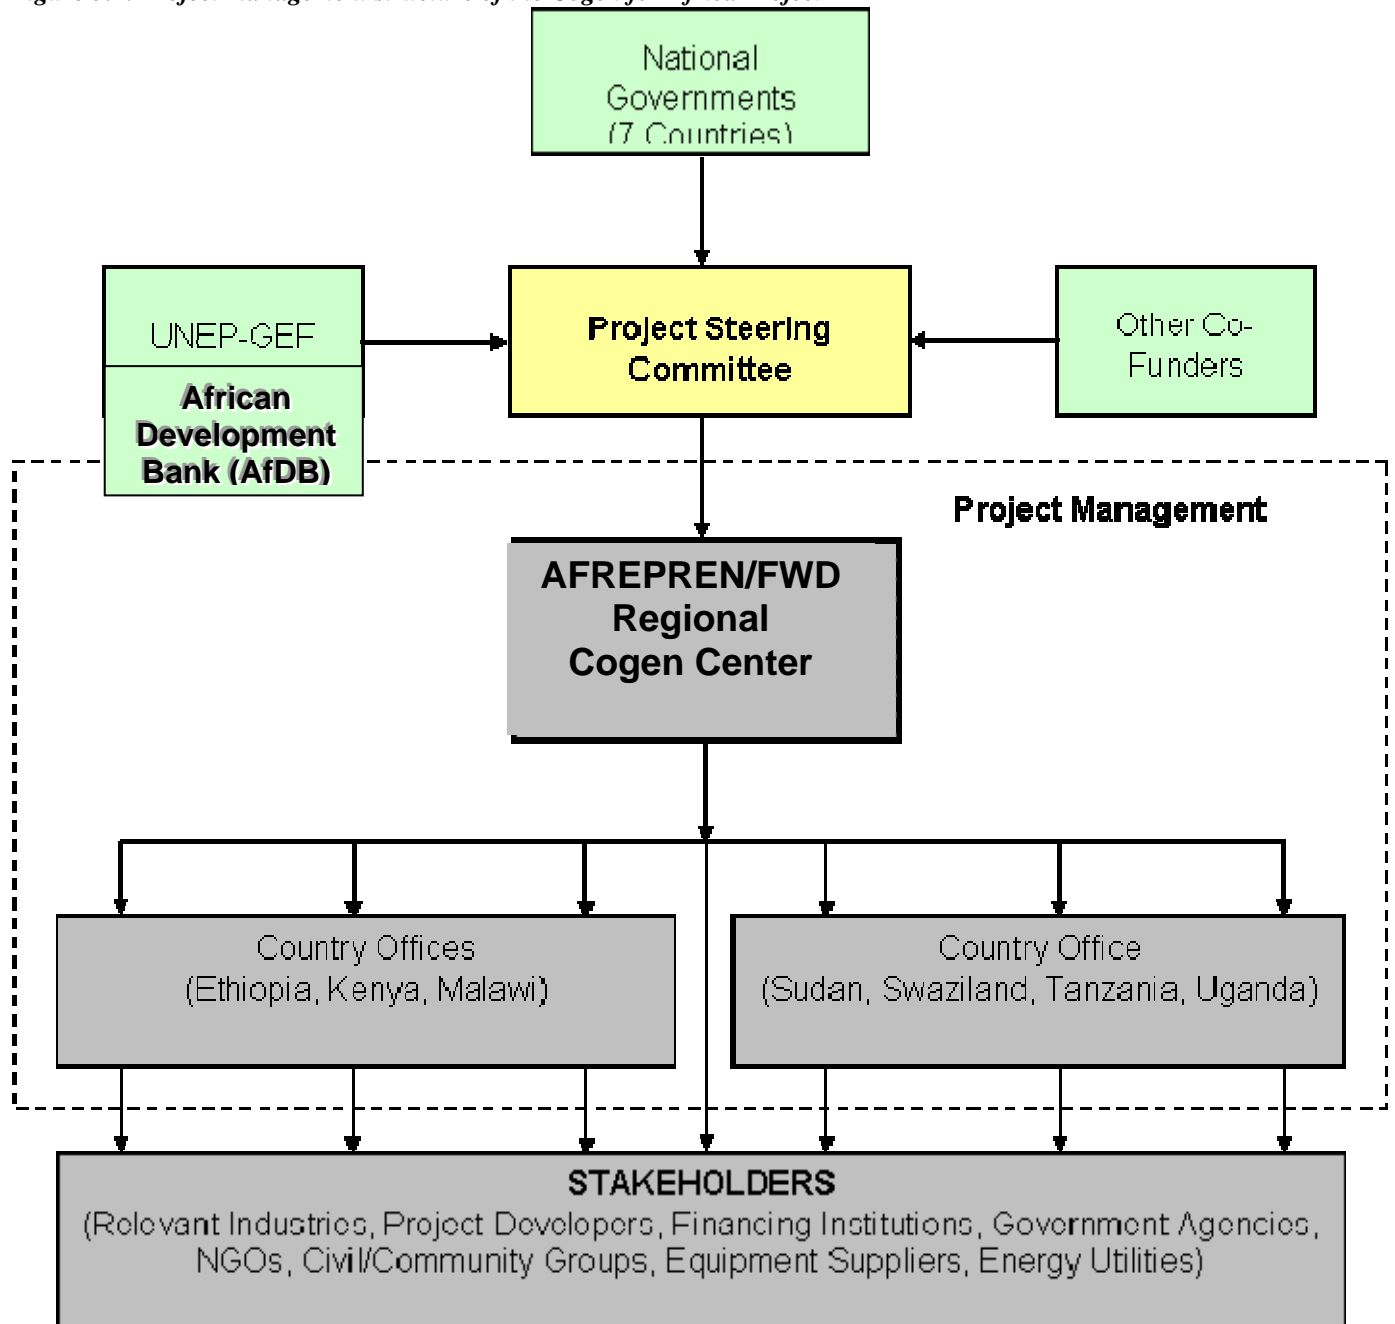 National
Governments
(7 Countries)
UNEP-GEF
African
Development
Bank (AfDB)
Project Steering
Committee
Other Co-
Funders
Project Management
AFREPREN/FWD
Regional
Cogen Center
Country Offices
(Ethiopia, Kenya, Malawi)
Country Office
(Sudan, Swaziland, Tanzania, Uganda)
STAKEHOLDERS
(Relevant Industries, Project Developers, Financing Institutions, Government Agencies,
NGOs, Civil/Community Groups, Equipment Suppliers, Energy Utilities)